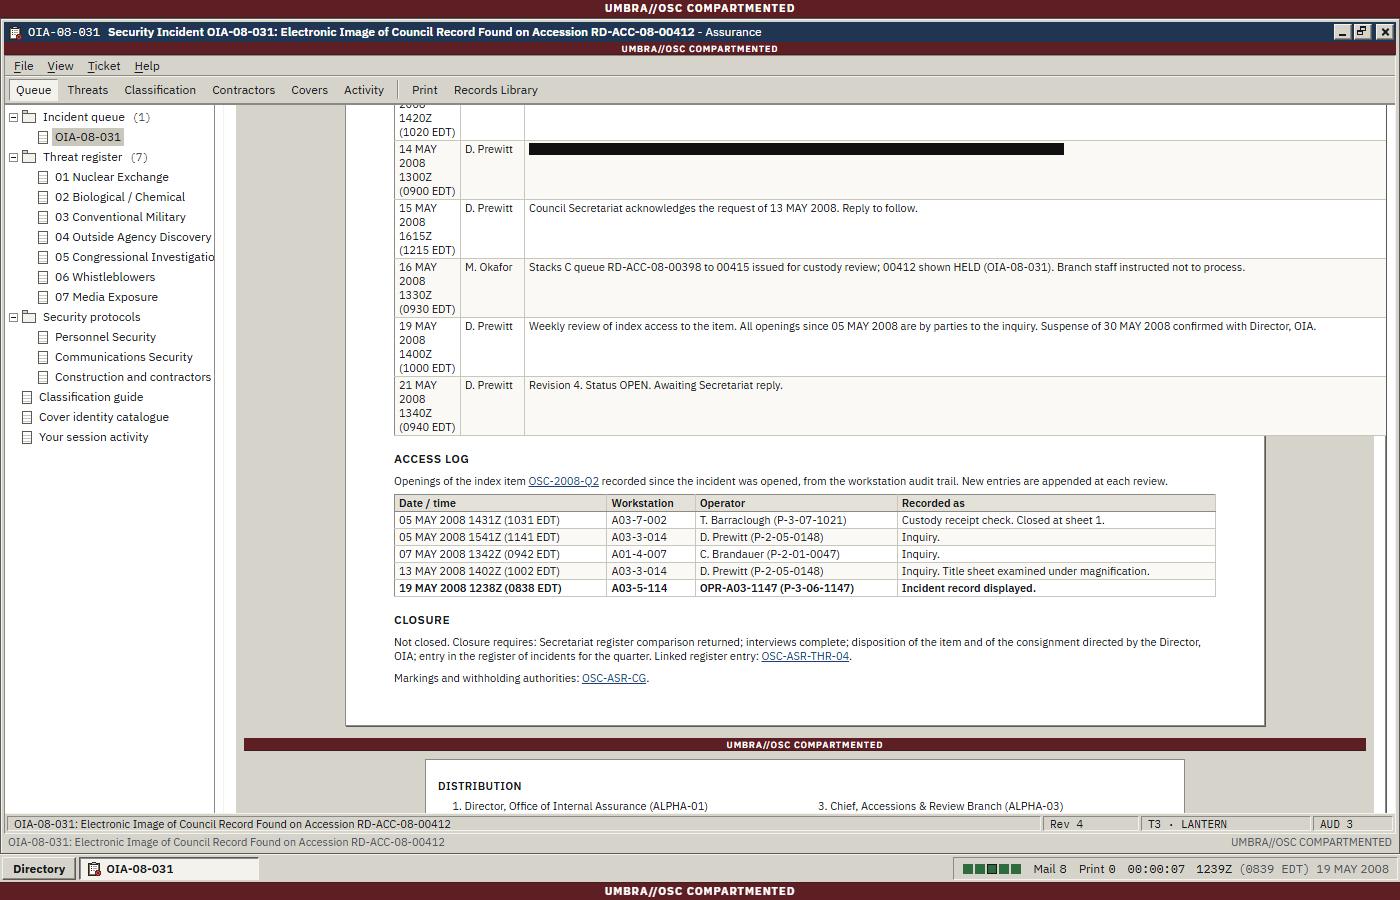 UMBRA//OSC COMPARTMENTED
OIA-08-031 Security Incident OIA-08-031: Electronic Image of Council Record Found on Accession RD-ACC-08-00412 - Assurance
UMBRA//OSC COMPARTMENTED
File View Ticket Help
Queue Threats Classification Contractors Covers Activity Print Records Library
Incident queue (1)
OIA-08-031
Threat register (7)
01 Nuclear Exchange
02 Biological / Chemical
03 Conventional Military
04 Outside Agency Discovery
05 Congressional Investigatio
06 Whistleblowers
07 Media Exposure
Security protocols
Personnel Security
Communications Security
Construction and contractors
Classification guide
Cover identity catalogue
Your session activity
2008
1420Z
(1020 EDT)
14 MAY
2008
1300Z
(0900 EDT)
D. Prewitt
15 MAY
2008
1615Z
(1215 EDT)
D. Prewitt
Council Secretariat acknowledges the request of 13 MAY 2008. Reply to follow.
16 MAY
2008
1330Z
(0930 EDT)
M. Okafor
Stacks C queue RD-ACC-08-00398 to 00415 issued for custody review; 00412 shown HELD (OIA-08-031). Branch staff instructed not to process.
19 MAY
2008
1400Z
(1000 EDT)
D. Prewitt
Weekly review of index access to the item. All openings since 05 MAY 2008 are by parties to the inquiry. Suspense of 30 MAY 2008 confirmed with Director, OIA.
21 MAY
2008
1340Z
(0940 EDT)
D. Prewitt
Revision 4. Status OPEN. Awaiting Secretariat reply.
ACCESS LOG
Openings of the index item OSC-2008-Q2 recorded since the incident was opened, from the workstation audit trail. New entries are appended at each review.
Date / time Workstation Operator Recorded as
05 MAY 2008 1431Z (1031 EDT) A03-7-002 T. Barraclough (P-3-07-1021) Custody receipt check. Closed at sheet 1.
05 MAY 2008 1541Z (1141 EDT) A03-3-014 D. Prewitt (P-2-05-0148) Inquiry.
07 MAY 2008 1342Z (0942 EDT) A01-4-007 C. Brandauer (P-2-01-0047) Inquiry.
13 MAY 2008 1402Z (1002 EDT) A03-3-014 D. Prewitt (P-2-05-0148) Inquiry. Title sheet examined under magnification.
19 MAY 2008 1238Z (0838 EDT) A03-5-114 OPR-A03-1147 (P-3-06-1147) Incident record displayed.
CLOSURE
Not closed. Closure requires: Secretariat register comparison returned; interviews complete; disposition of the item and of the consignment directed by the Director,
OIA; entry in the register of incidents for the quarter. Linked register entry: OSC-ASR-THR-04.
Markings and withholding authorities: OSC-ASR-CG.
UMBRA//OSC COMPARTMENTED
DISTRIBUTION
1. Director, Office of Internal Assurance (ALPHA-01) 3. Chief, Accessions & Review Branch (ALPHA-03)
OIA-08-031: Electronic Image of Council Record Found on Accession RD-ACC-08-00412 Rev 4 T3 · LANTERN AUD 3
OIA-08-031: Electronic Image of Council Record Found on Accession RD-ACC-08-00412 UMBRA//OSC COMPARTMENTED
Directory OIA-08-031 Mail 8 Print 0 00:00:07 1239Z (0839 EDT) 19 MAY 2008
UMBRA//OSC COMPARTMENTED